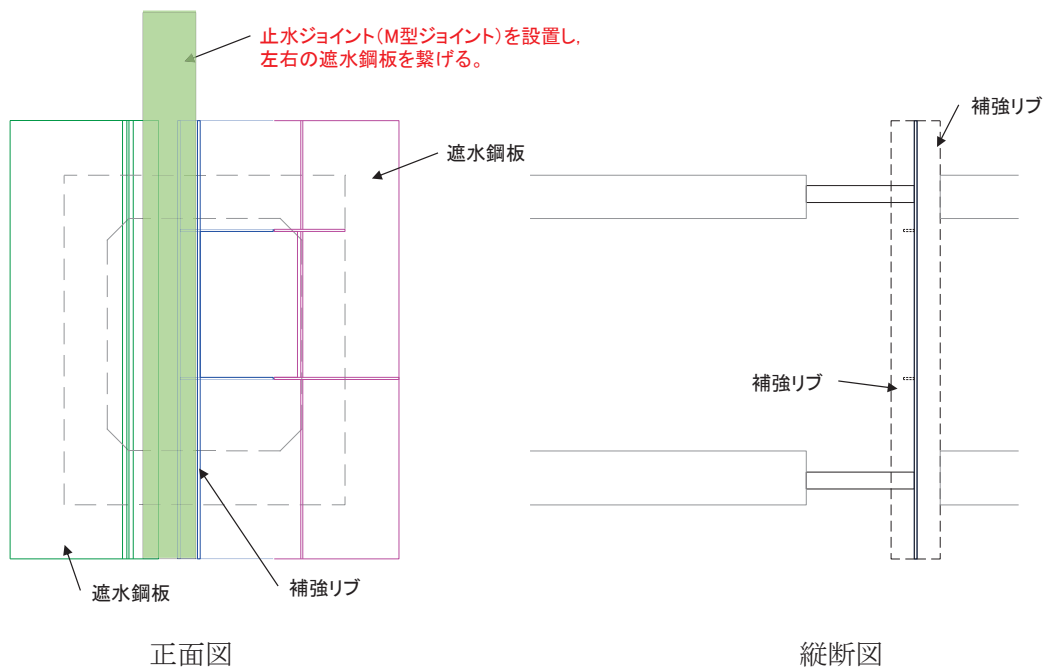 止水ジョイント(M型ジョイント)を設置し,
左右の遮水鋼板を繋げる。
補強リブ
遮水鋼板
補強リブ
遮水鋼板
補強リブ
正面図
縦断図